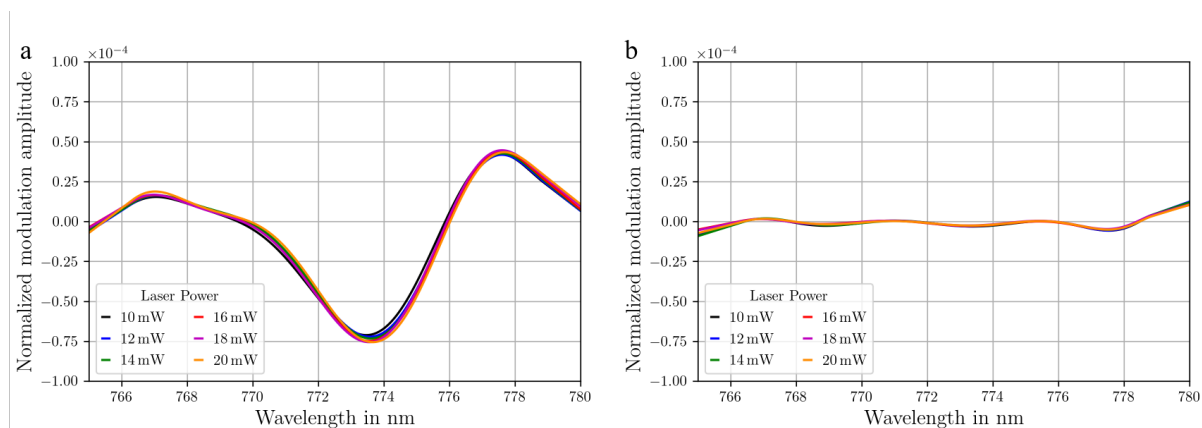 a
×10⁻⁴
Normalized modulation amplitude
1.00
0.75
0.50
0.25
0.00
−0.25
−0.50
−0.75
−1.00
Laser Power
10 mW 16 mW
12 mW 18 mW
14 mW 20 mW
766 768 770 772 774 776 778 780
Wavelength in nm
b
×10⁻⁴
Normalized modulation amplitude
1.00
0.75
0.50
0.25
0.00
−0.25
−0.50
−0.75
−1.00
Laser Power
10 mW 16 mW
12 mW 18 mW
14 mW 20 mW
766 768 770 772 774 776 778 780
Wavelength in nm